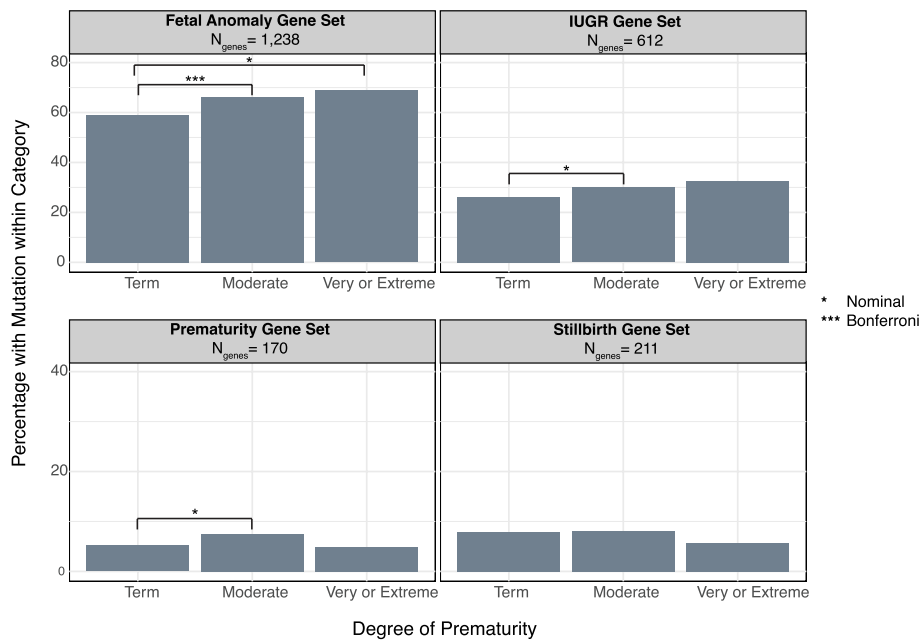 Fetal Anomaly Gene Set
Ngenes= 1,238
IUGR Gene Set
Ngenes= 612
Percentage with Mutation within Category
80
60
40
20
0
*
***
*
Term Moderate Very or Extreme
Term Moderate Very or Extreme
* Nominal
*** Bonferroni
Prematurity Gene Set
Ngenes= 170
Stillbirth Gene Set
Ngenes= 211
40
20
0
*
Term Moderate Very or Extreme
Term Moderate Very or Extreme
Degree of Prematurity